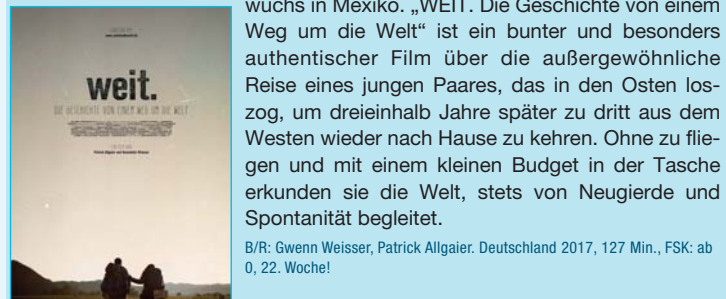 weit.
DIE GESCHICHTE VON EINEM WEG UM DIE WELT
wuchs in Mexiko. „WEIT. Die Geschichte von einem
Weg um die Welt“ ist ein bunter und besonders
authentischer Film über die außergewöhnliche
Reise eines jungen Paares, das in den Osten los-
zog, um dreieinhalb Jahre später zu dritt aus dem
Westen wieder nach Hause zu kehren. Ohne zu flie-
gen und mit einem kleinen Budget in der Tasche
erkunden sie die Welt, stets von Neugierde und
Spontanität begleitet.
B/R: Gwenn Weisser, Patrick Allgaier. Deutschland 2017, 127 Min., FSK: ab
0, 22. Woche!